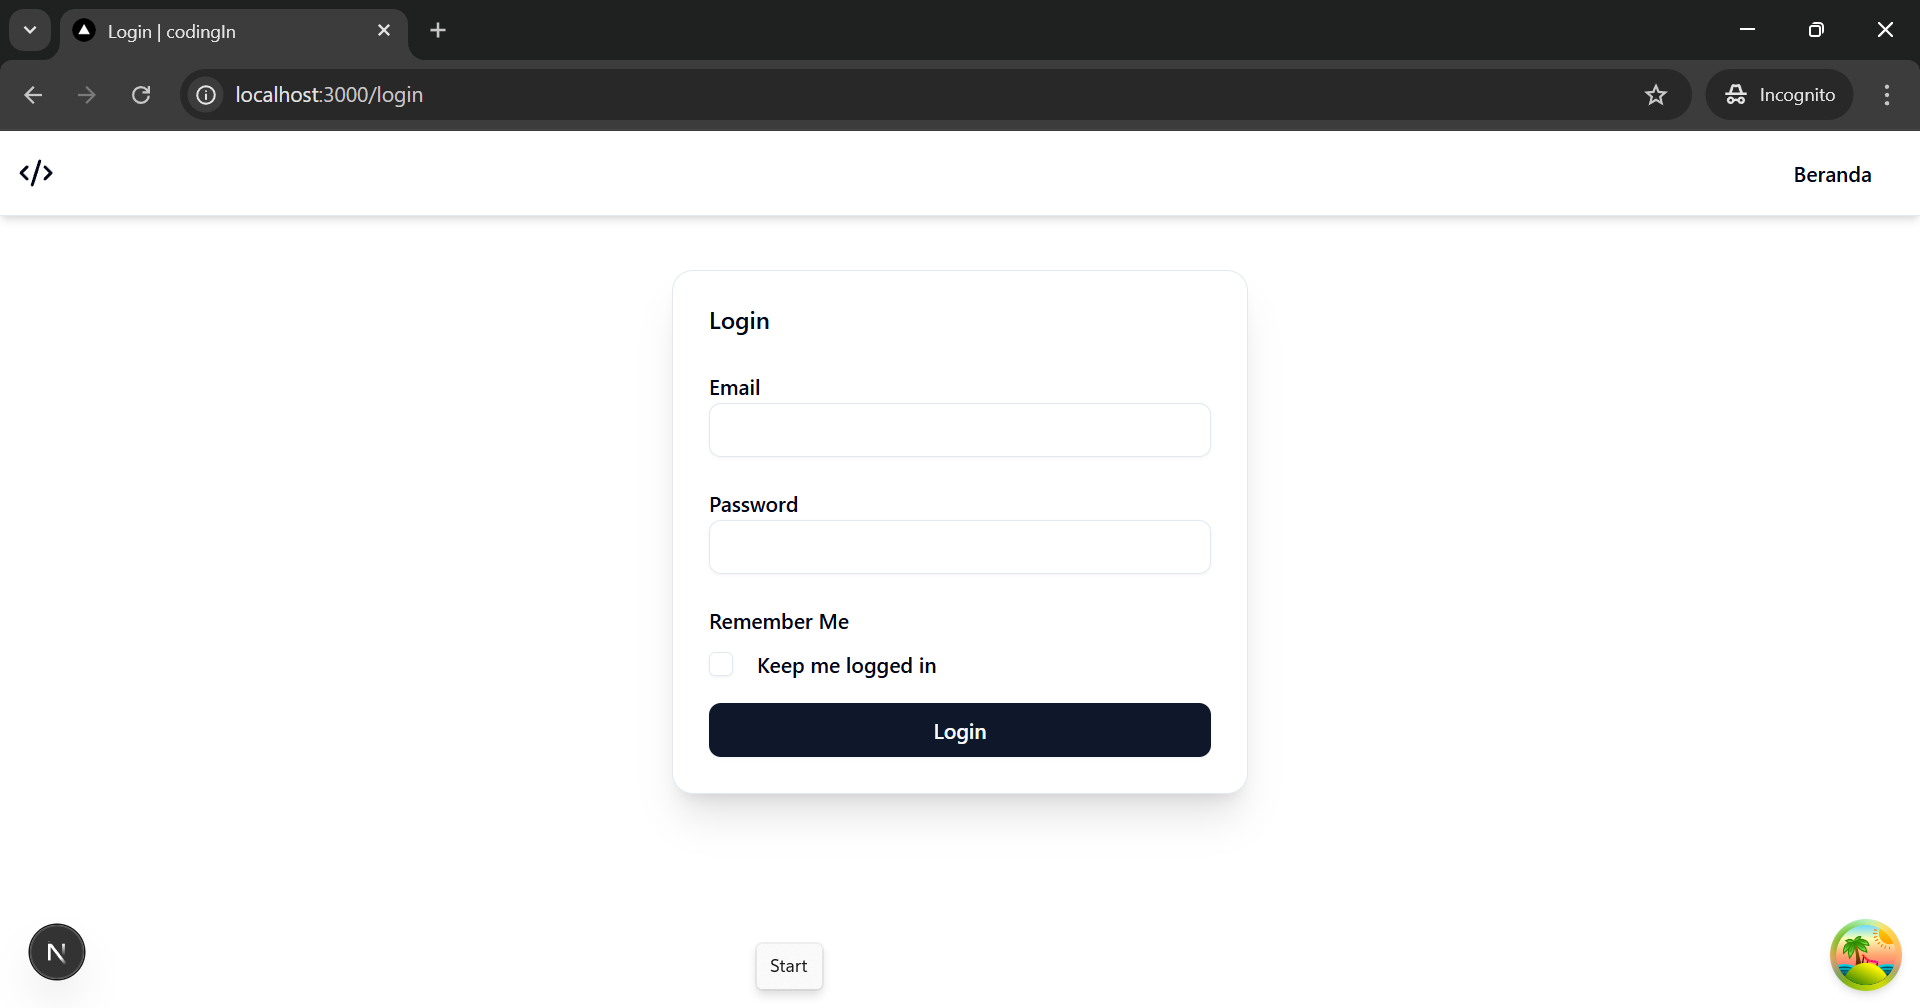 Login | codingIn
localhost:3000/login
Incognito
</>
Beranda
Login
Email
Password
Remember Me
Keep me logged in
Login
N
Start